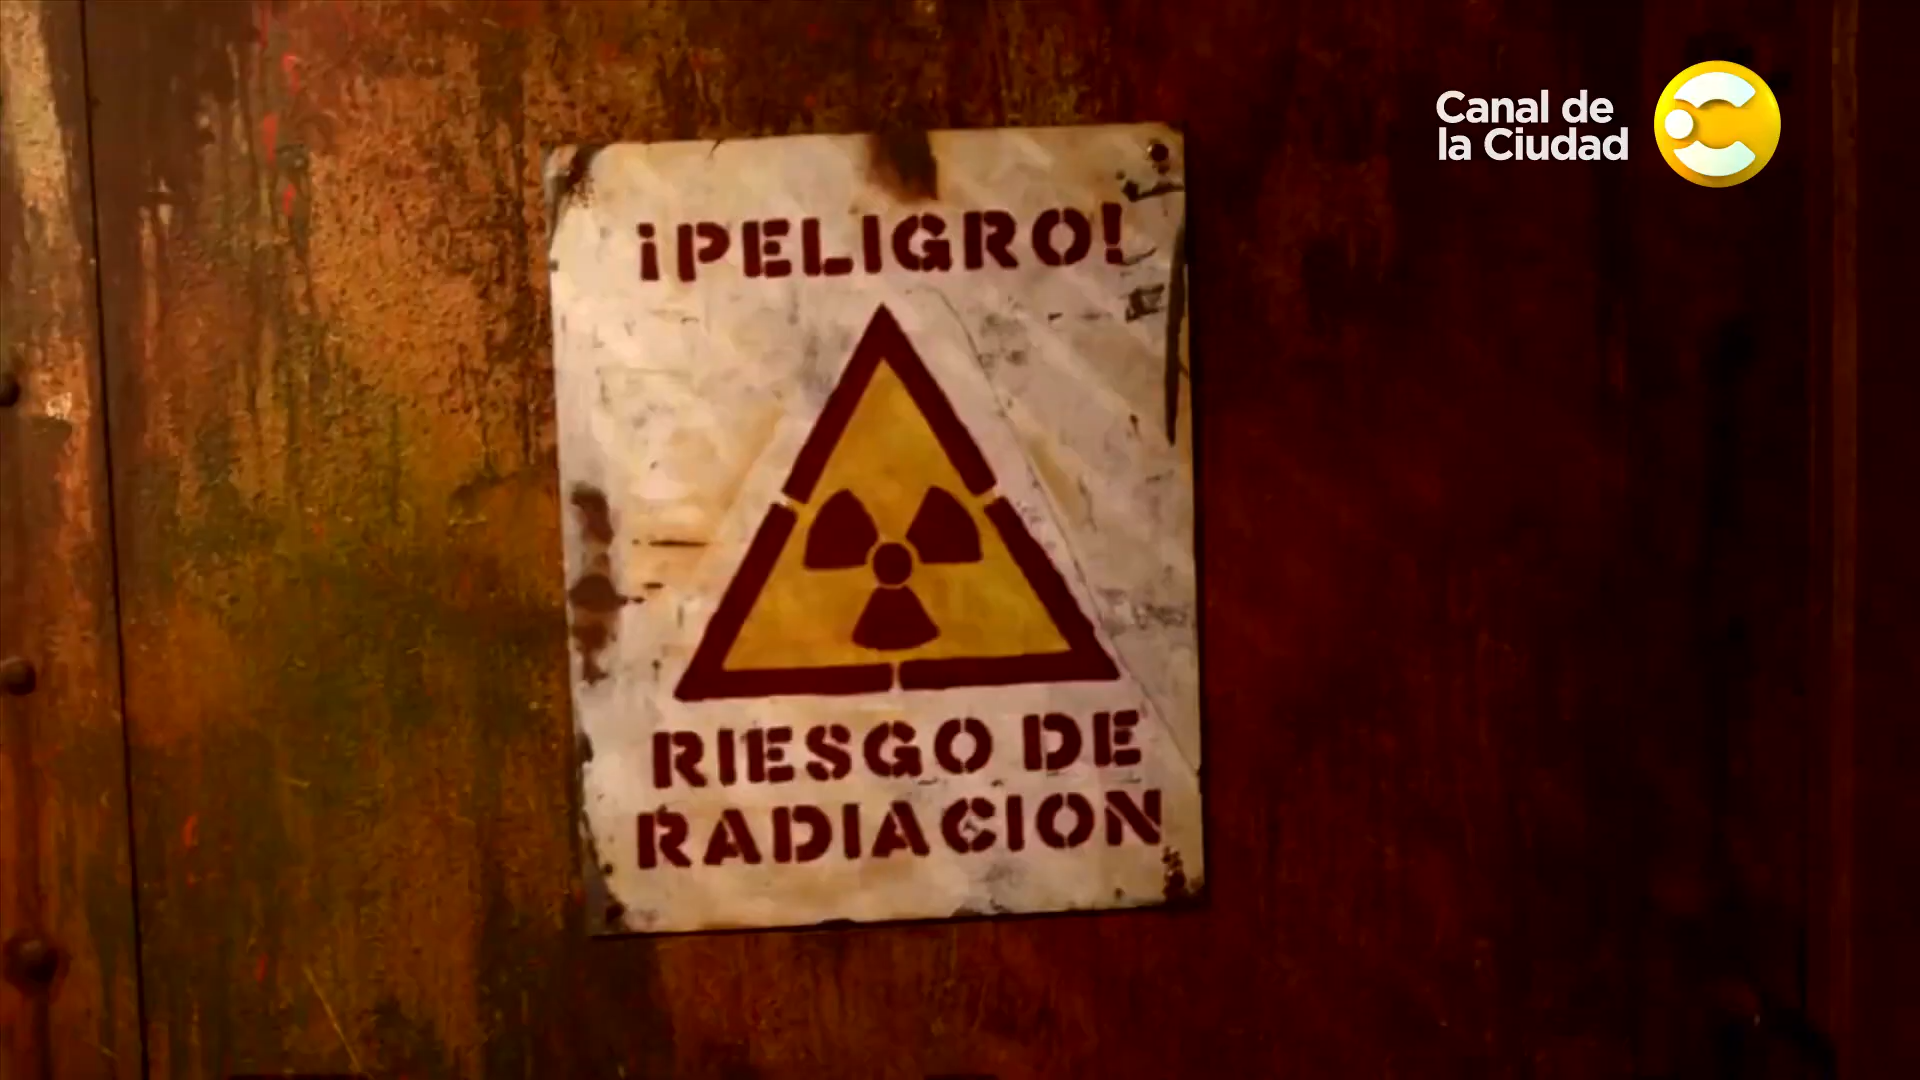 Canal de
la Ciudad
¡PELIGRO!
RIESGO DE
RADIACION